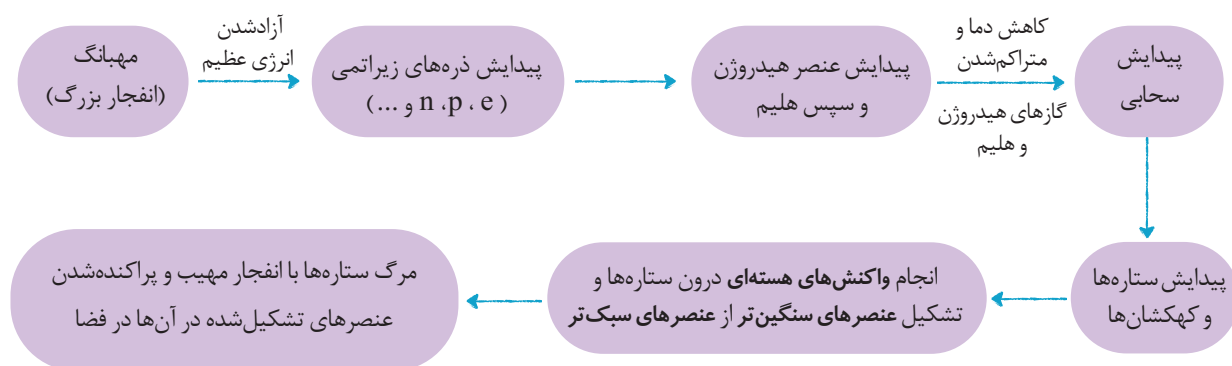 مهبانگ
(انفجار بزرگ)
آزادشدن
انرژی عظیم
پیدایش ذره‌های زیراتمی
(n ،p ، e و ...)
پیدایش عنصر هیدروژن
و سپس هلیم
کاهش دما و
متراکم‌شدن
گازهای هیدروژن
و هلیم
پیدایش
سحابی
پیدایش ستاره‌ها
و کهکشان‌ها
انجام واکنش‌های هسته‌ای درون ستاره‌ها و
تشکیل عنصرهای سنگین‌تر از عنصرهای سبک‌تر
مرگ ستاره‌ها با انفجار مهیب و پراکنده‌شدن
عنصرهای تشکیل‌شده در آن‌ها در فضا